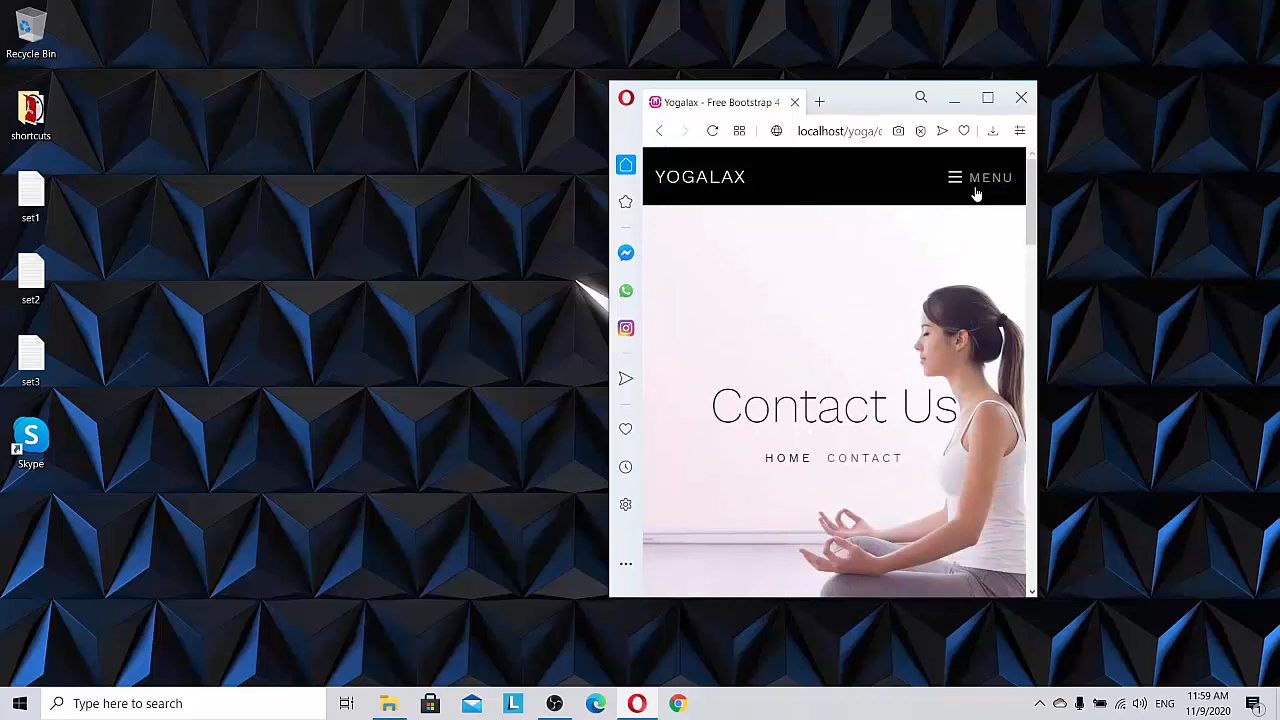 Recycle Bin
shortcuts
set1
set2
set3
S
Skype
Yogalax - Free Bootstrap 4
localhost/yoga/c
YOGALAX
MENU
Contact Us
HOME CONTACT
Type here to search
L
ENG
11:59 AM
11/9/2020
1